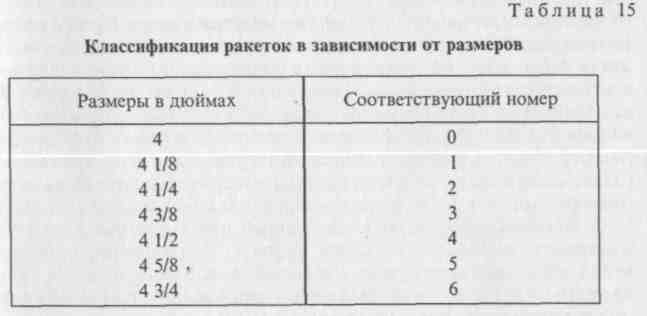 Таблица 15
Классификация ракеток в зависимости от размеров
Размеры в дюймах Соответствующий номер
4 0
4 1/8 1
4 1/4 2
4 3/8 3
4 1/2 4
4 5/8 5
4 3/4 6